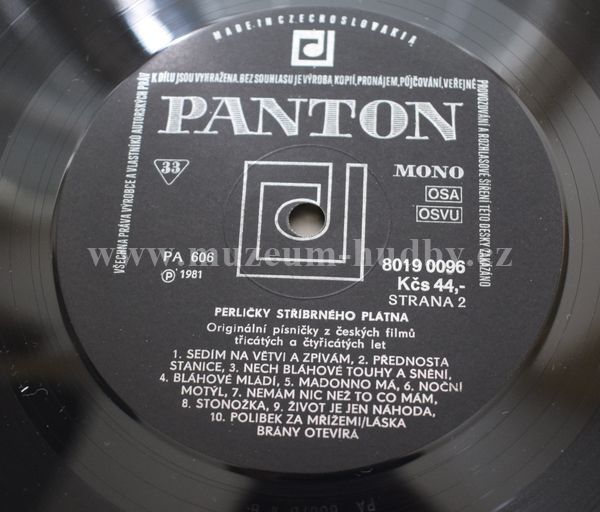 MADE IN CZECHOSLOVAKIA
VŠECHNA PRÁVA VÝROBCE A VLASTNÍKŮ AUTORSKÝCH PRÁV
K DÍLU JSOU VYHRAŽENA. BEZ SOUHLASU JE VÝROBA KOPIÍ, PRONÁJEM, PŮJČOVÁNÍ, VEŘEJNÉ
PROVOZOVÁNÍ A ROZHLASOVÉ ŠÍŘENÍ TÉTO DESKY ZAKÁZÁNO
PANTON
33
MONO
OSA
OSVU
www.muzeum-hudby.cz
PA 606
Ⓟ 1981
8019 0096
Kčs 44,-
STRANA 2
PERLIČKY STŘÍBRNÉHO PLÁTNA
Originální písničky z českých filmů
třicátých a čtyřicátých let
1. SEDÍM NA VĚTVI A ZPÍVÁM, 2. PŘEDNOSTA
STANICE, 3. NECH BLÁHOVÉ TOUHY A SNĚNÍ,
4. BLÁHOVÉ MLÁDÍ, 5. MADONNO MÁ, 6. NOČNÍ
MOTÝL, 7. NEMÁM NIC NEŽ TO CO MÁM,
8. STONOŽKA, 9. ŽIVOT JE JEN NÁHODA,
10. POLIBEK ZA MŘÍŽEMI/LÁSKA
BRÁNY OTEVÍRÁ